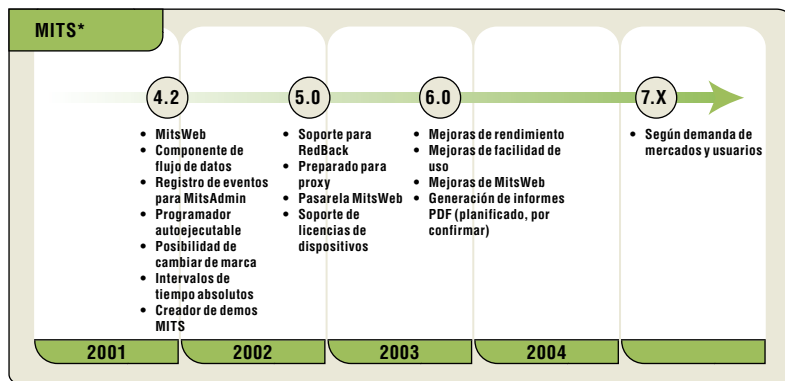 MITS*
4.2
5.0
6.0
7.X
• MitsWeb
• Componente de
flujo de datos
• Registro de eventos
para MitsAdmin
• Programador
autoejecutable
• Posibilidad de
cambiar de marca
• Intervalos de
tiempo absolutos
• Creador de demos
MITS
• Soporte para
RedBack
• Preparado para
proxy
• Pasarela MitsWeb
• Soporte de
licencias de
dispositivos
• Mejoras de rendimiento
• Mejoras de facilidad de
uso
• Mejoras de MitsWeb
• Generación de informes
PDF (planificado, por
confirmar)
• Según demanda de
mercados y usuarios
2001
2002
2003
2004